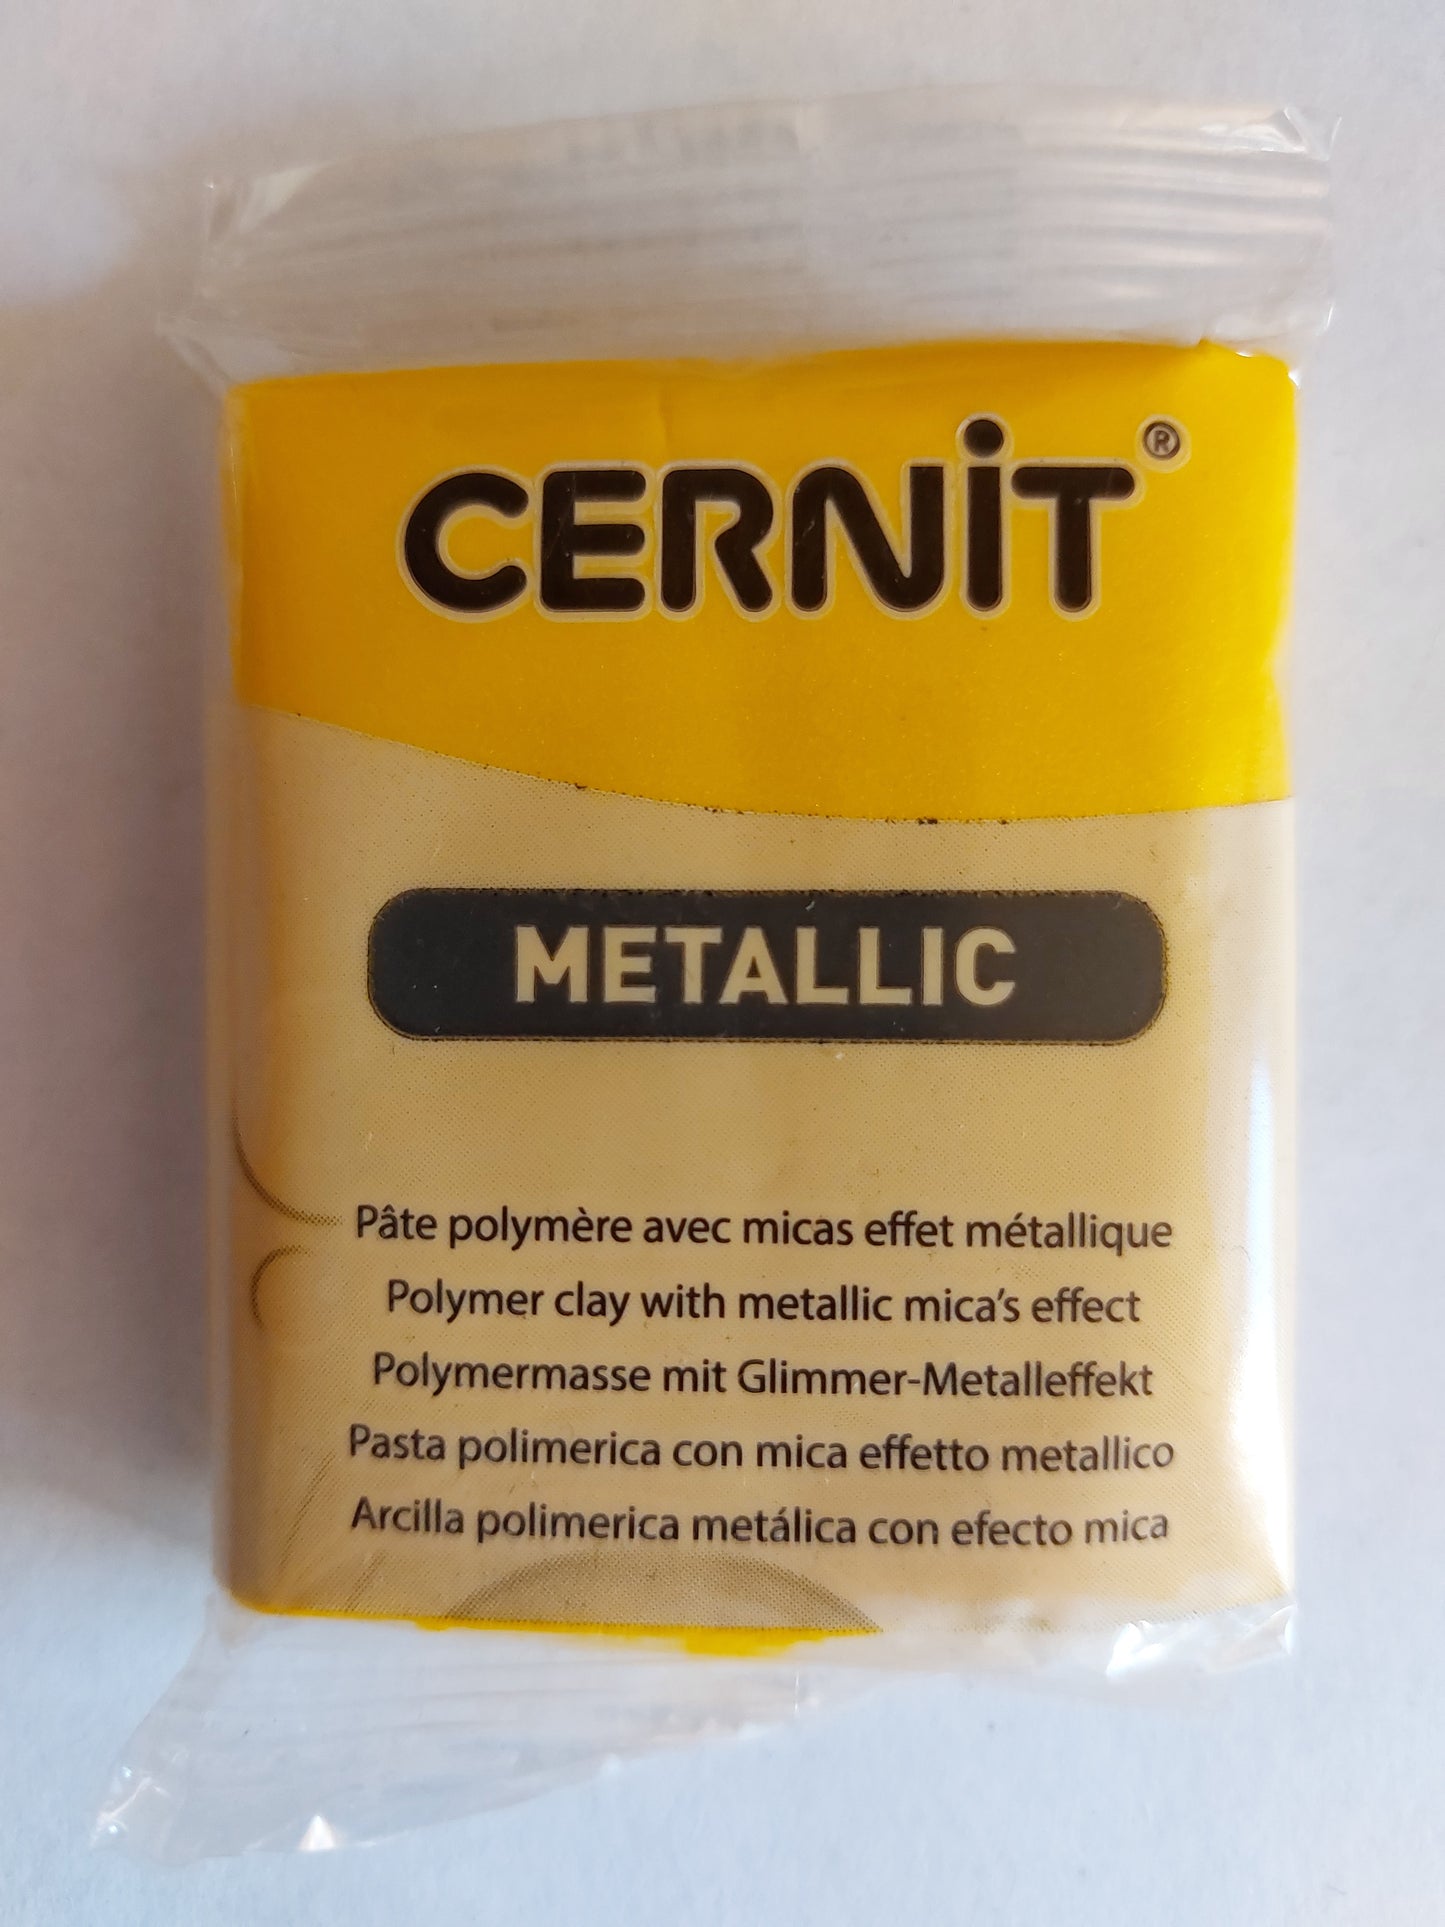 CERNiT®
METALLIC
Pâte polymère avec micas effet métallique
Polymer clay with metallic mica's effect
Polymermasse mit Glimmer-Metalleffekt
Pasta polimerica con mica effetto metallico
Arcilla polimerica metálica con efecto mica